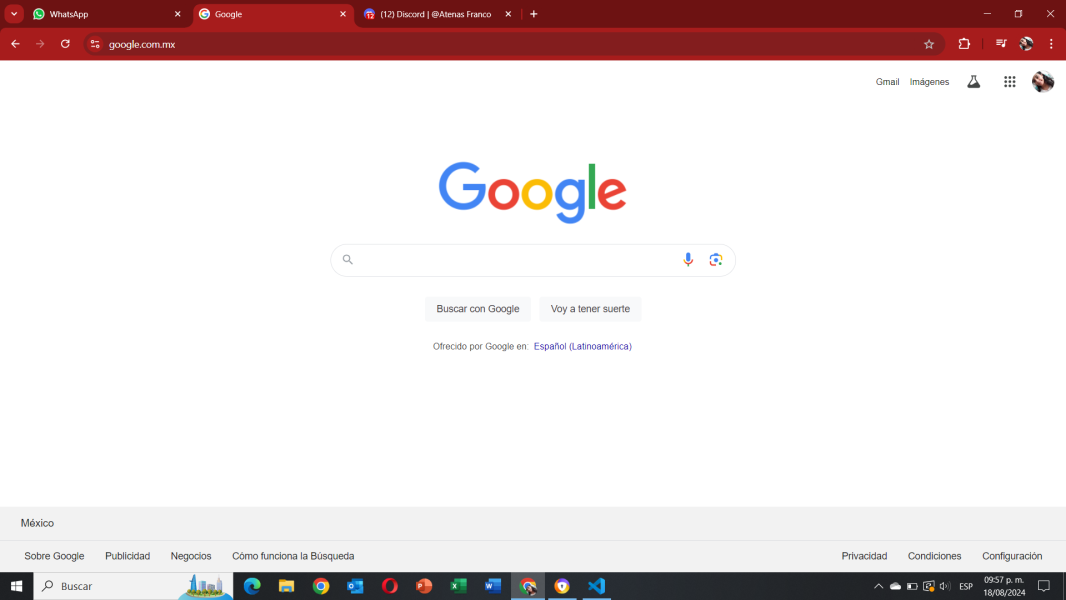 WhatsApp
Google
(12) Discord | @Atenas Franco
google.com.mx
Gmail Imágenes
Google
Buscar con Google Voy a tener suerte
Ofrecido por Google en: Español (Latinoamérica)
México
Sobre Google Publicidad Negocios Cómo funciona la Búsqueda Privacidad Condiciones Configuración
Buscar
ESP
09:57 p. m.
18/08/2024